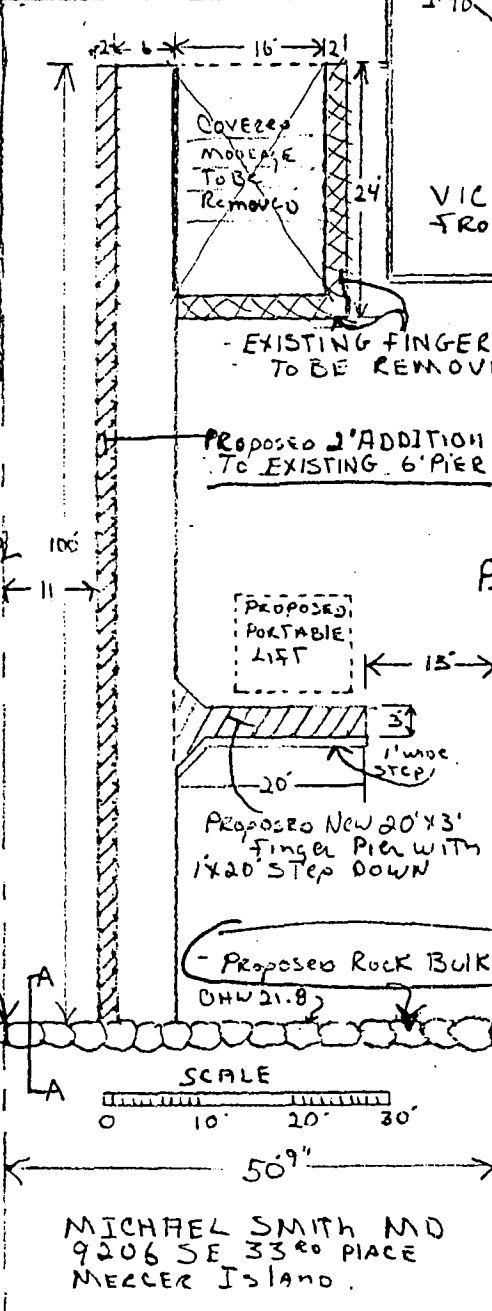 2' 6 16' 2'
COVERED
MOORAGE
TO BE
REMOVED
24'
VIC
FRO
- EXISTING FINGER
TO BE REMOV
PROPOSED 2' ADDITION
TO EXISTING 6' PIER
100'
11
PROPOSED
PORTABLE
LIFT
15'
3'
1' WIDE
STEP
20'
PROPOSED NEW 20' X 3'
Finger Pier with
1'X20' STEP DOWN
- PROPOSED ROCK BULK
OHW 21.8
A
A
SCALE
0 10' 20' 30'
50'9"
MICHAEL SMITH MD
9206 SE 33RD PLACE
MERCER ISLAND.